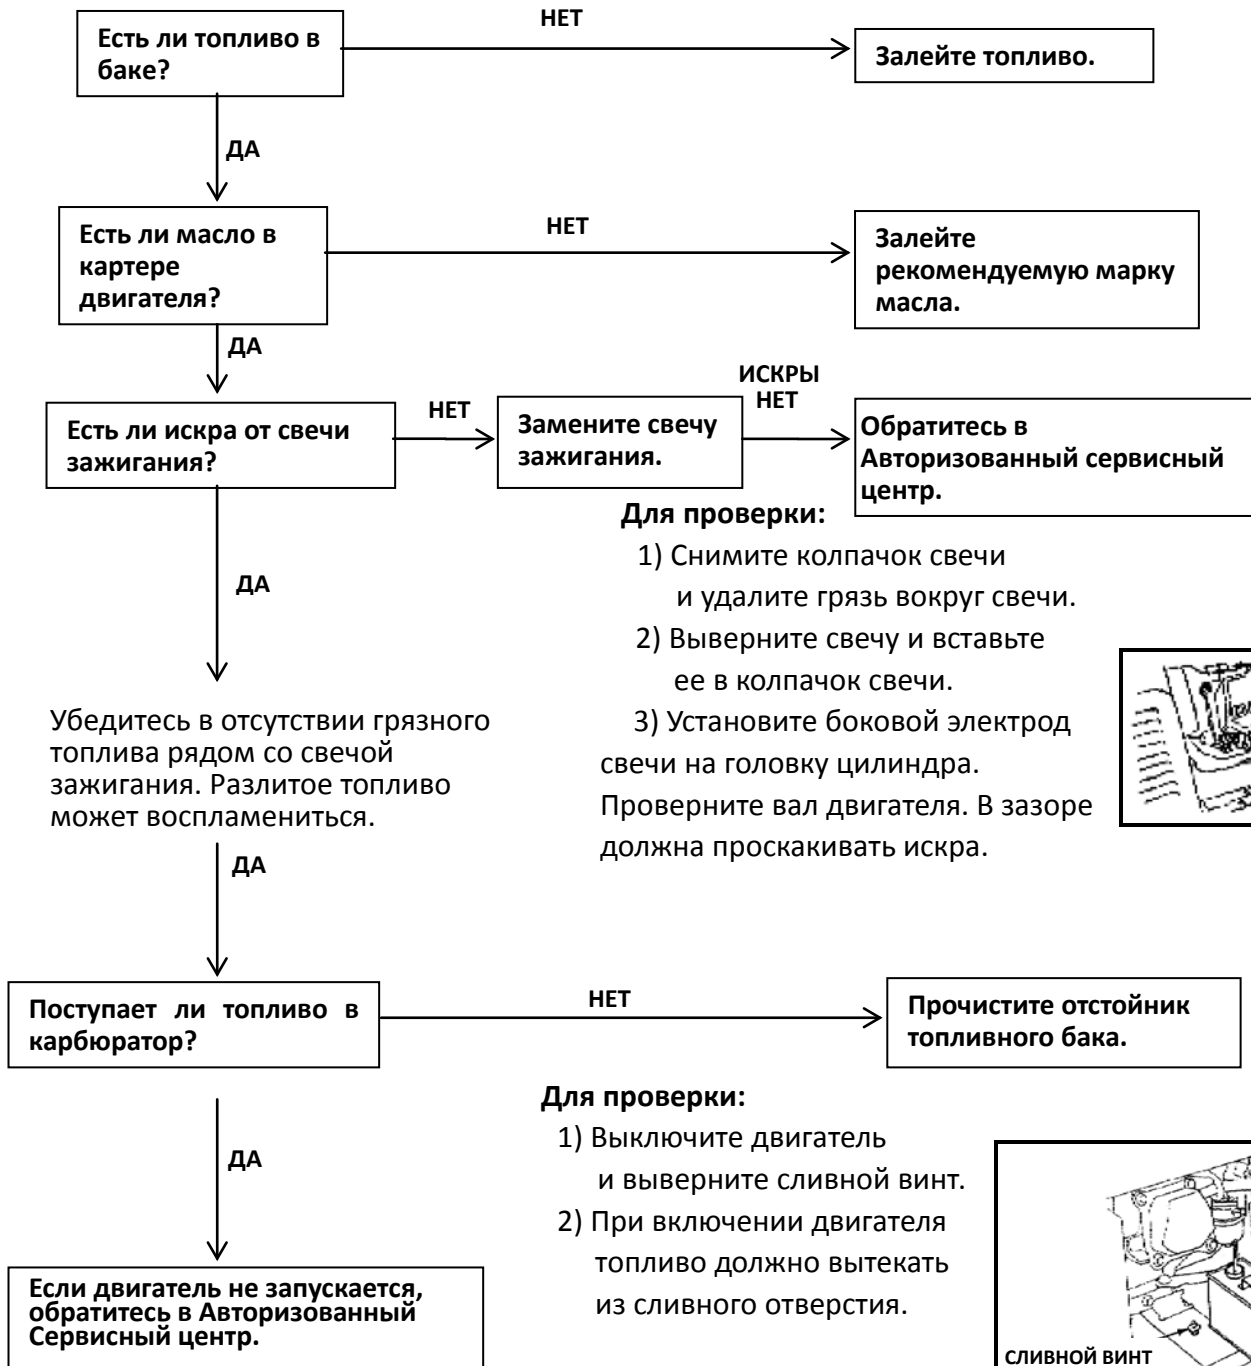 НЕТ
Есть ли топливо в
баке?
Залейте топливо.
ДА
Есть ли масло в
картере
двигателя?
НЕТ
Залейте
рекомендуемую марку
масла.
ДА
Есть ли искра от свечи
зажигания?
НЕТ
Замените свечу
зажигания.
ИСКРЫ
НЕТ
Обратитесь в
Авторизованный сервисный
центр.
Для проверки:
1) Снимите колпачок свечи
и удалите грязь вокруг свечи.
2) Выверните свечу и вставьте
ее в колпачок свечи.
3) Установите боковой электрод
свечи на головку цилиндра.
Проверните вал двигателя. В зазоре
должна проскакивать искра.
ДА
Убедитесь в отсутствии грязного
топлива рядом со свечой
зажигания. Разлитое топливо
может воспламениться.
ДА
Поступает ли топливо в
карбюратор?
НЕТ
Прочистите отстойник
топливного бака.
Для проверки:
1) Выключите двигатель
и выверните сливной винт.
2) При включении двигателя
топливо должно вытекать
из сливного отверстия.
ДА
Если двигатель не запускается,
обратитесь в Авторизованный
Сервисный центр.
СЛИВНОЙ ВИНТ